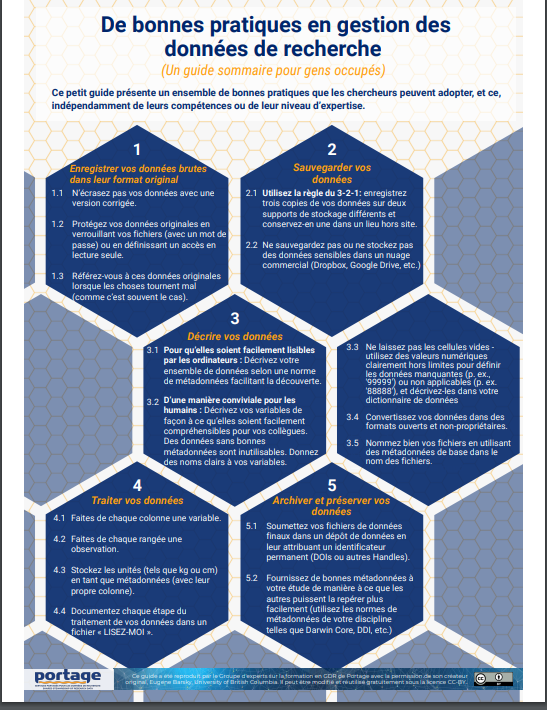 De bonnes pratiques en gestion des
données de recherche
(Un guide sommaire pour gens occupés)
Ce petit guide présente un ensemble de bonnes pratiques que les chercheurs peuvent adopter, et ce,
indépendamment de leurs compétences ou de leur niveau d'expertise.
1
Enregistrer vos données brutes
dans leur format original
1.1 N'écrasez pas vos données avec une
version corrigée.
1.2 Protégez vos données originales en
verrouillant vos fichiers (avec un mot de
passe) ou en définissant un accès en
lecture seule.
1.3 Référez-vous à ces données originales
lorsque les choses tournent mal
(comme c'est souvent le cas).
2
Sauvegarder vos
données
2.1 Utilisez la règle du 3-2-1: enregistrez
trois copies de vos données sur deux
supports de stockage différents et
conservez-en une dans un lieu hors site.
2.2 Ne sauvegardez pas ou ne stockez pas
des données sensibles dans un nuage
commercial (Dropbox, Google Drive, etc.)
3
Décrire vos données
3.1 Pour qu'elles soient facilement lisibles
par les ordinateurs : Décrivez votre
ensemble de données selon une norme
de métadonnées facilitant la découverte.
3.2 D'une manière conviviale pour les
humains : Décrivez vos variables de
façon à ce qu'elles soient facilement
compréhensibles pour vos collègues.
Des données sans bonnes
métadonnées sont inutilisables. Donnez
des noms clairs à vos variables.
3.3 Ne laissez pas les cellules vides -
utilisez des valeurs numériques
clairement hors limites pour définir
les données manquantes (p. ex.,
'99999') ou non applicables (p. ex.
'88888'), et décrivez-les dans votre
dictionnaire de données
3.4 Convertissez vos données dans des
formats ouverts et non-propriétaires.
3.5 Nommez bien vos fichiers en utilisant
des métadonnées de base dans le
nom des fichiers.
4
Traiter vos données
4.1 Faites de chaque colonne une variable.
4.2 Faites de chaque rangée une
observation.
4.3 Stockez les unités (tels que kg ou cm)
en tant que métadonnées (avec leur
propre colonne).
4.4 Documentez chaque étape du
traitement de vos données dans un
fichier « LISEZ-MOI ».
5
Archiver et préserver vos
données
5.1 Soumettez vos fichiers de données
finaux dans un dépôt de données en
leur attribuant un identificateur
permanent (DOIs ou autres Handles).
5.2 Fournissez de bonnes métadonnées à
votre étude de manière à ce que les
autres puissent la repérer plus
facilement (utilisez les normes de
métadonnées de votre discipline
telles que Darwin Core, DDI, etc.)
portage
Ce guide a été reproduit par le Groupe d'experts sur la formation en GDR de Portage avec la permission de son créateur
original, Eugene Barsky, University of British Columbia. Il peut être modifié et réutilisé gratuitement sous la licence CC-BY.